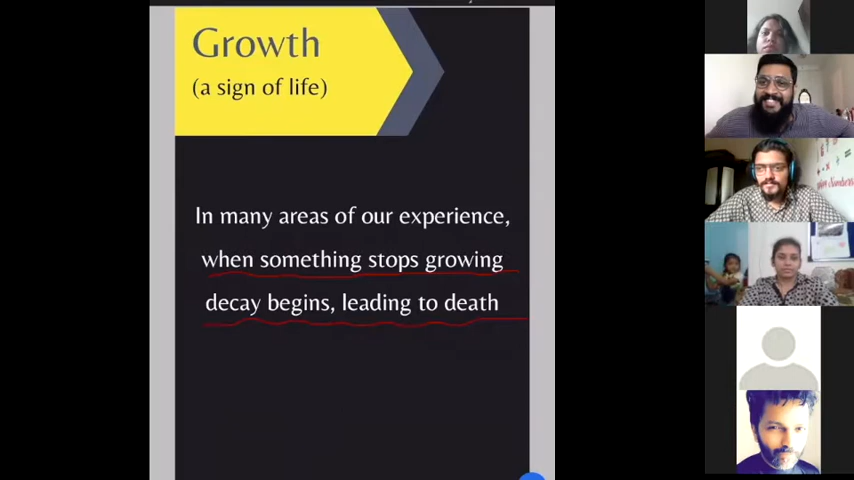 Growth
(a sign of life)
In many areas of our experience,
when something stops growing
decay begins, leading to death